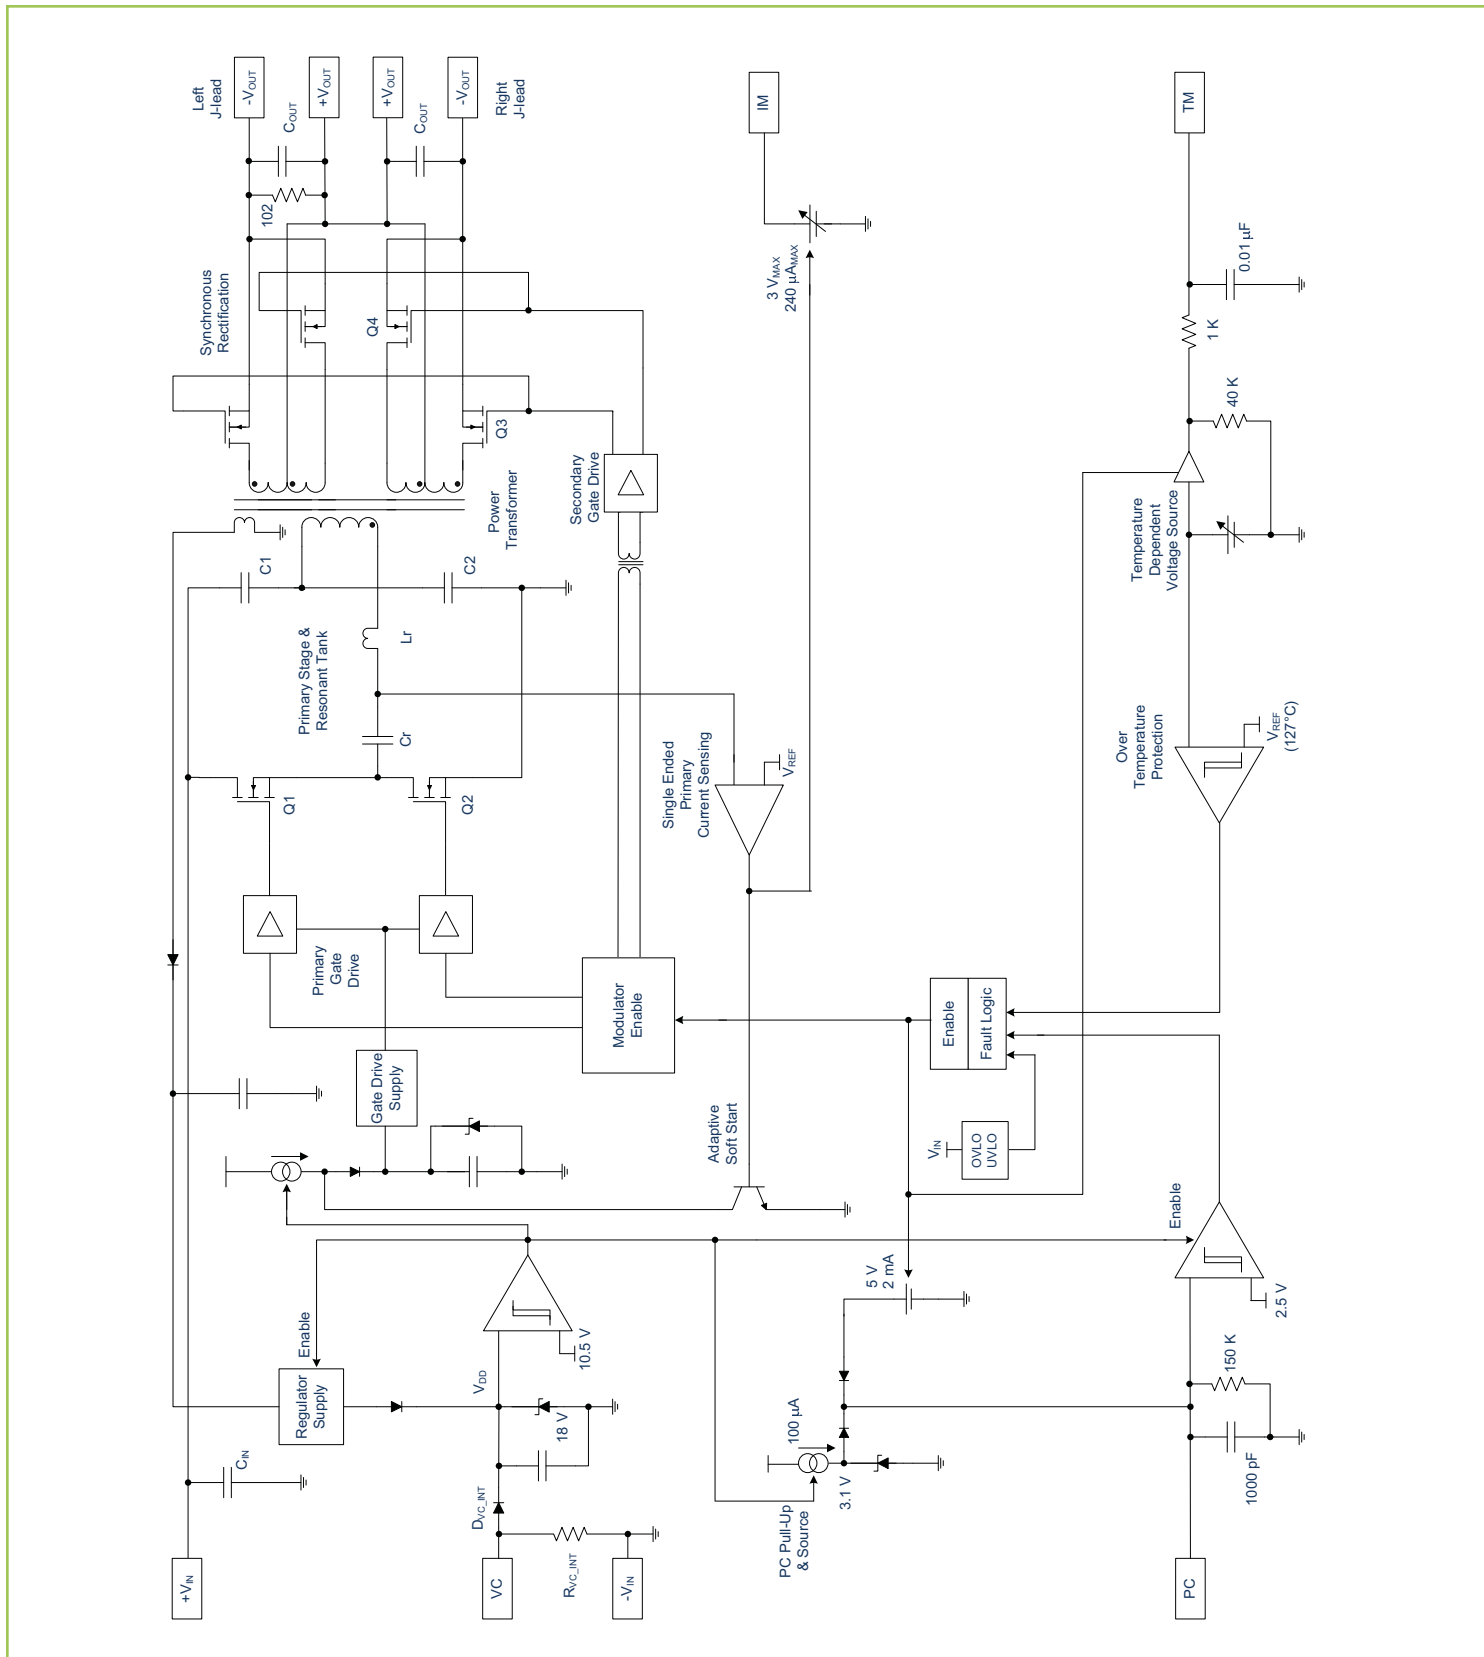 Left
J-lead
-VOUT
COUT
+VOUT
+VOUT
COUT
-VOUT
Right
J-lead
102
Synchronous
Rectification
Q4
Q3
Power
Transformer
Secondary
Gate Drive
C1
C2
Primary Stage &
Resonant Tank
Lr
Cr
Q1
Q2
Primary
Gate
Drive
Gate Drive
Supply
Modulator
Enable
Single Ended
Primary
Current Sensing
VREF
IM
3 VMAX
240 µAMAX
TM
0.01 µF
1 K
40 K
Temperature
Dependent
Voltage Source
Over
Temperature
Protection
VREF
(127°C)
Enable
Fault Logic
VIN
OVLO
UVLO
Adaptive
Soft Start
Enable
2.5 V
5 V
2 mA
100 µA
3.1 V
PC Pull-Up
& Source
150 K
1000 pF
PC
Enable
Regulator
Supply
10.5 V
VDD
18 V
CIN
DVC_INT
RVC_INT
+VIN
VC
-VIN